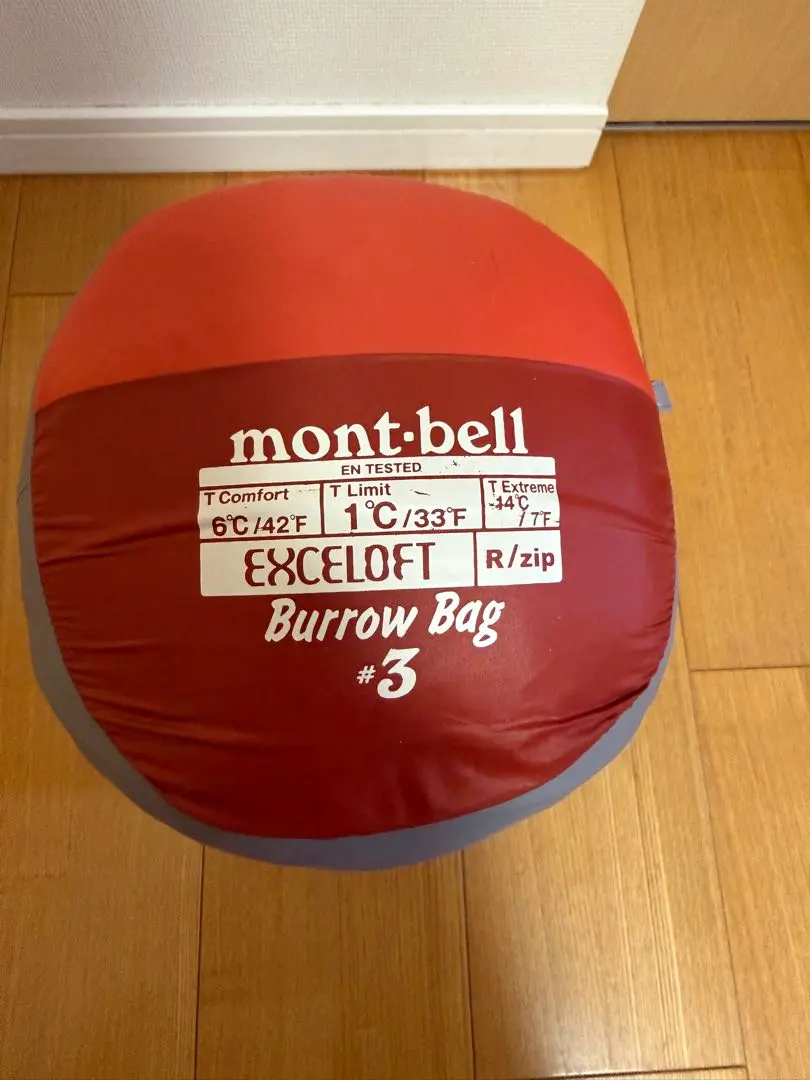 mont·bell
EN TESTED
T Comfort
6°C/42°F
T Limit
1°C/33°F
T Extreme
-14°C
/7°F
EXCELOFT
R/zip
Burrow Bag
#3